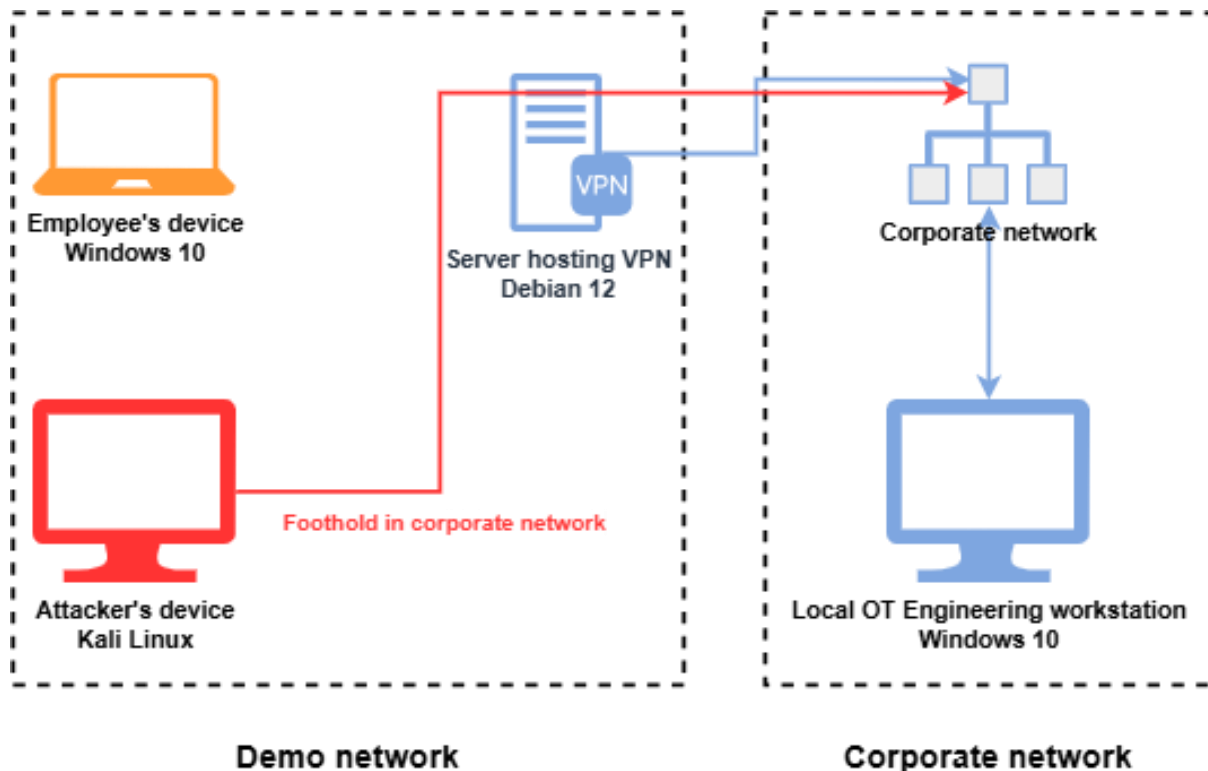 Employee's device
Windows 10
VPN
Server hosting VPN
Debian 12
Corporate network
Foothold in corporate network
Attacker's device
Kali Linux
Local OT Engineering workstation
Windows 10
Demo network
Corporate network